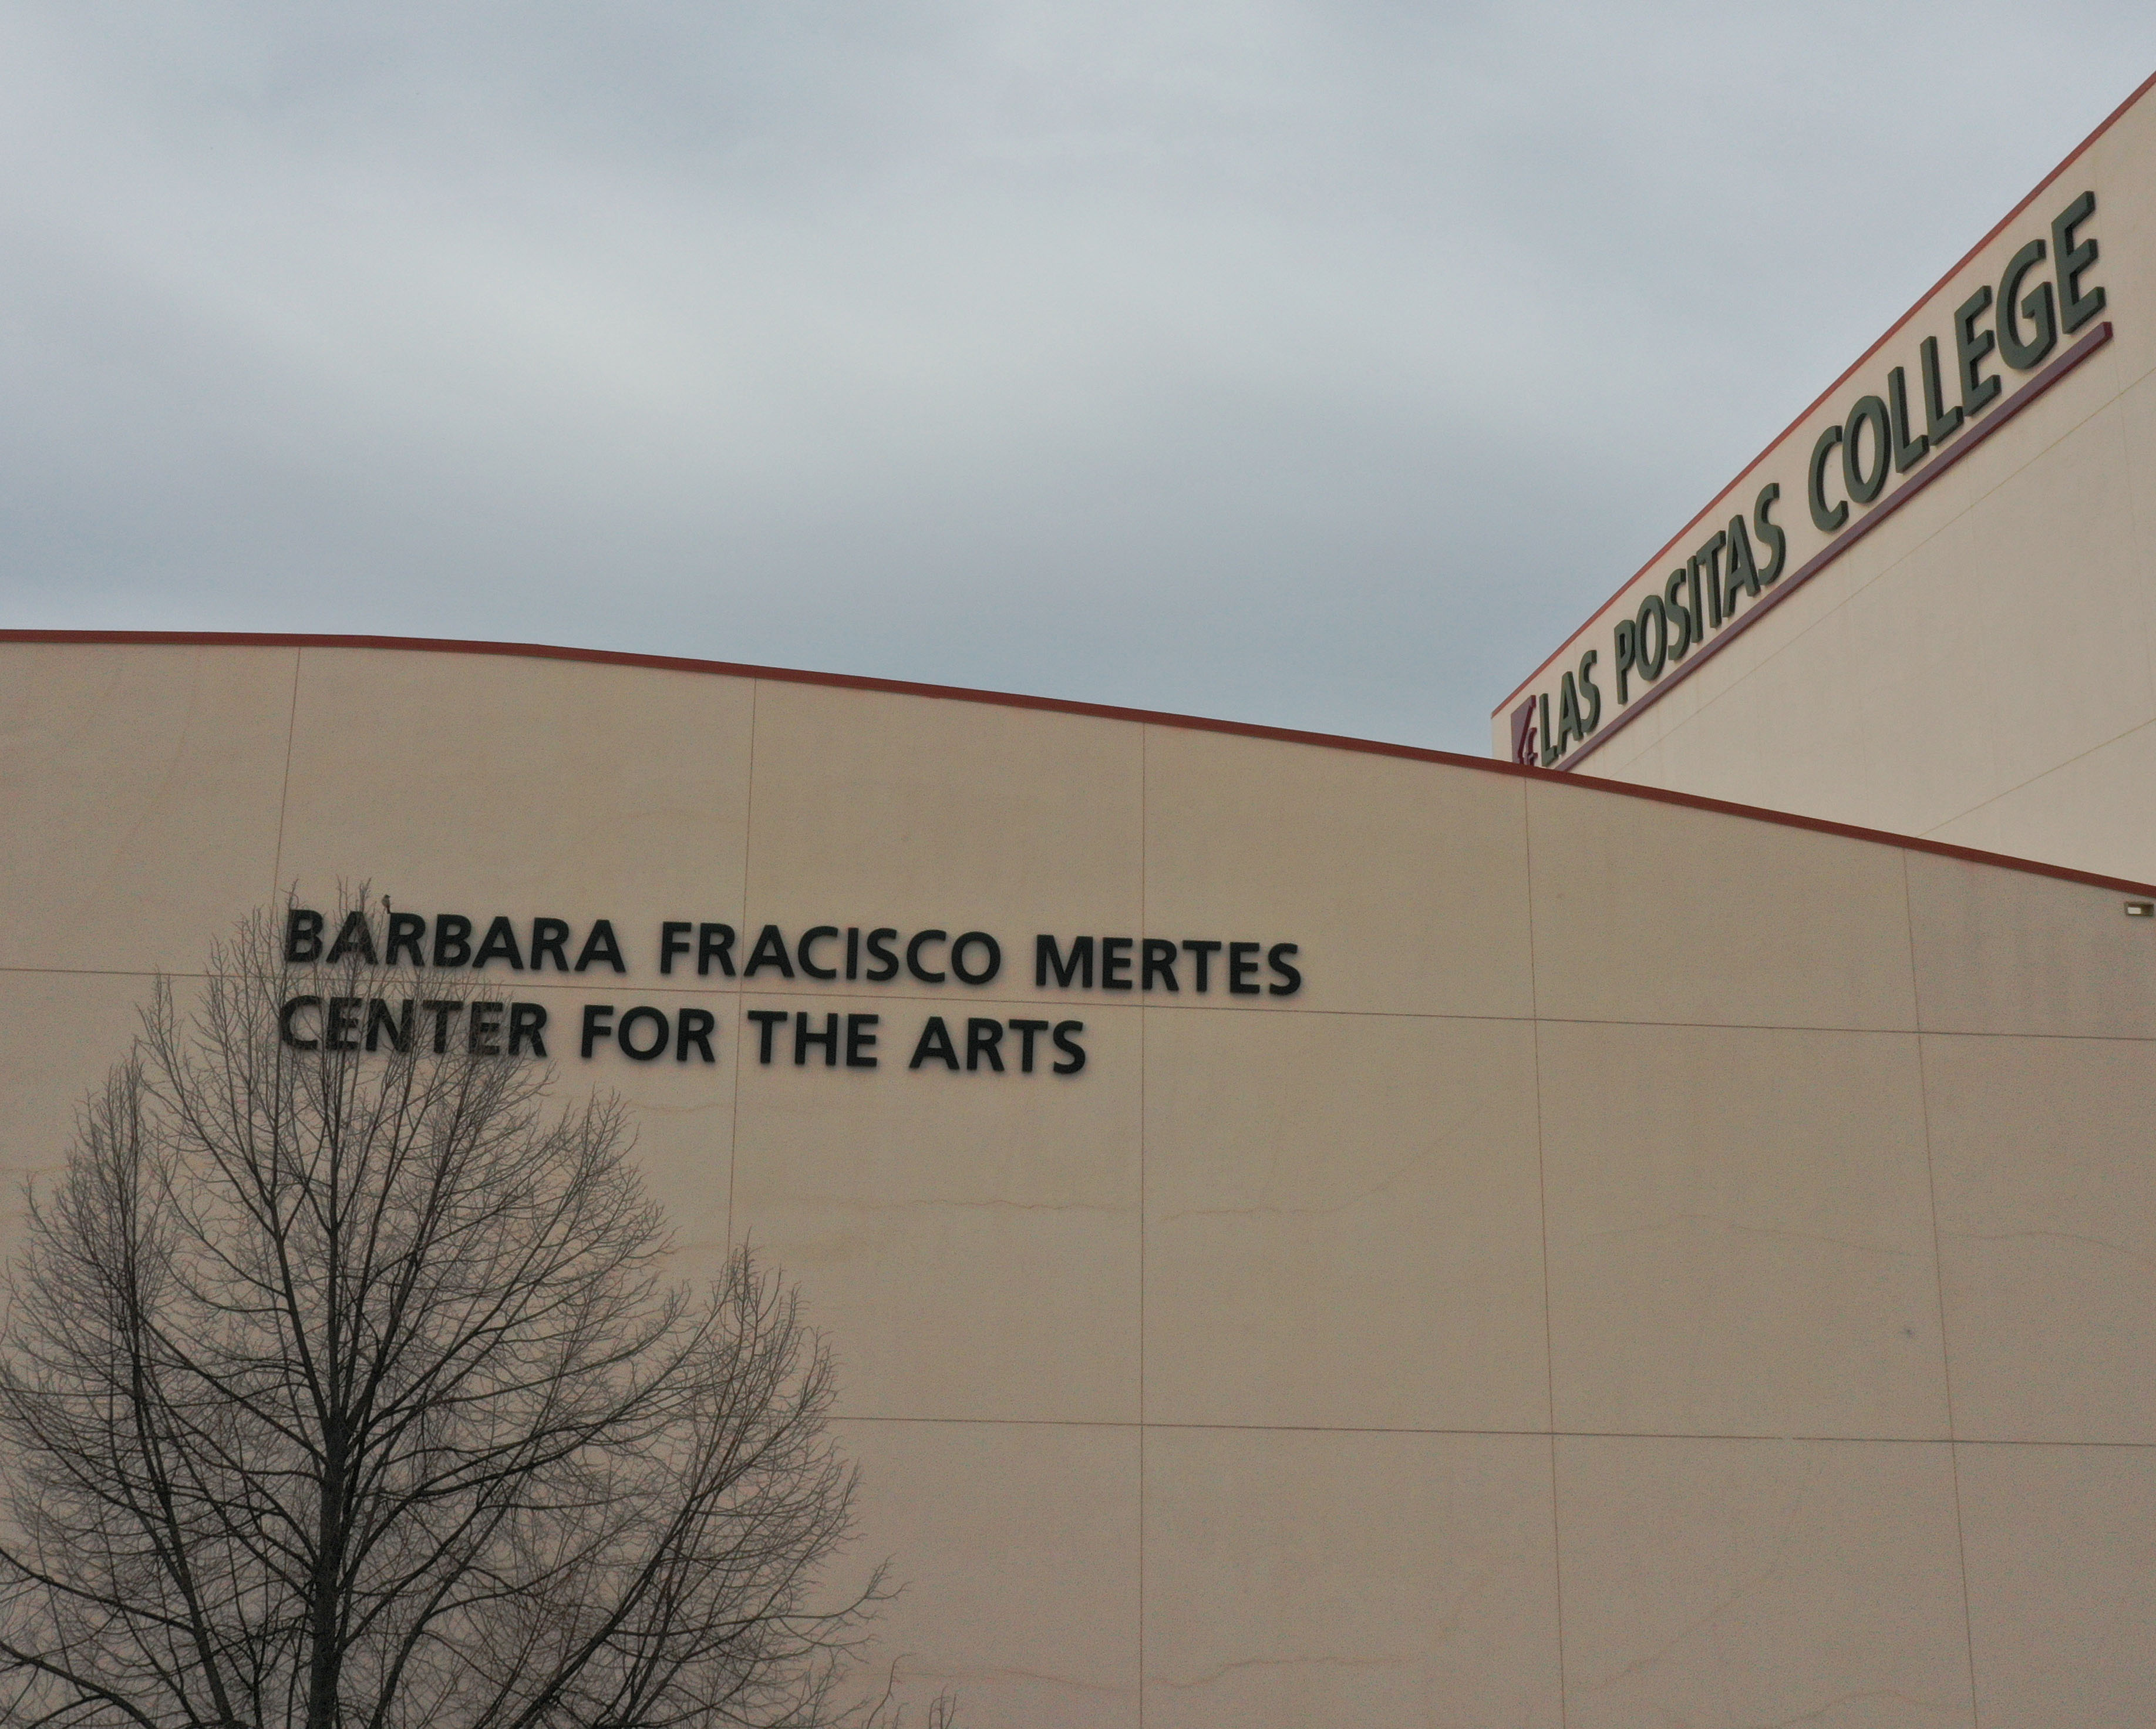 LAS POSITAS COLLEGE
BARBARA FRACISCO MERTES
CENTER FOR THE ARTS